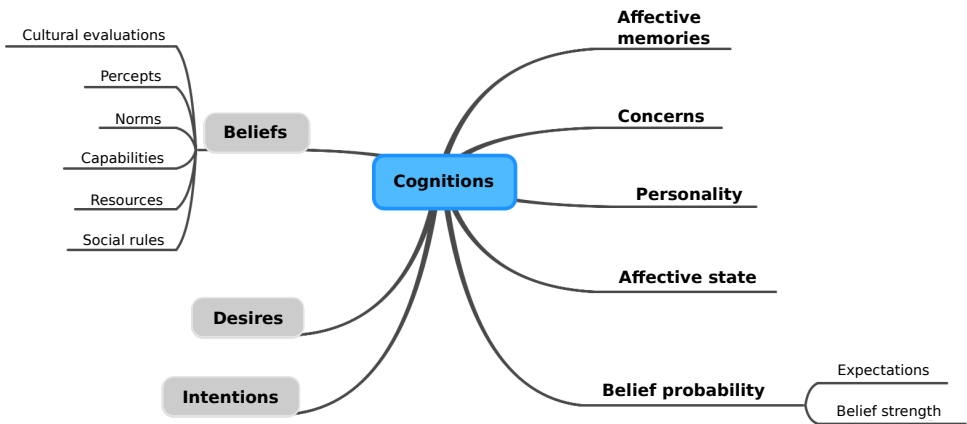 Cultural evaluations
Percepts
Norms
Capabilities
Resources
Social rules
Beliefs
Desires
Intentions
Cognitions
Affective
memories
Concerns
Personality
Affective state
Belief probability
Expectations
Belief strength